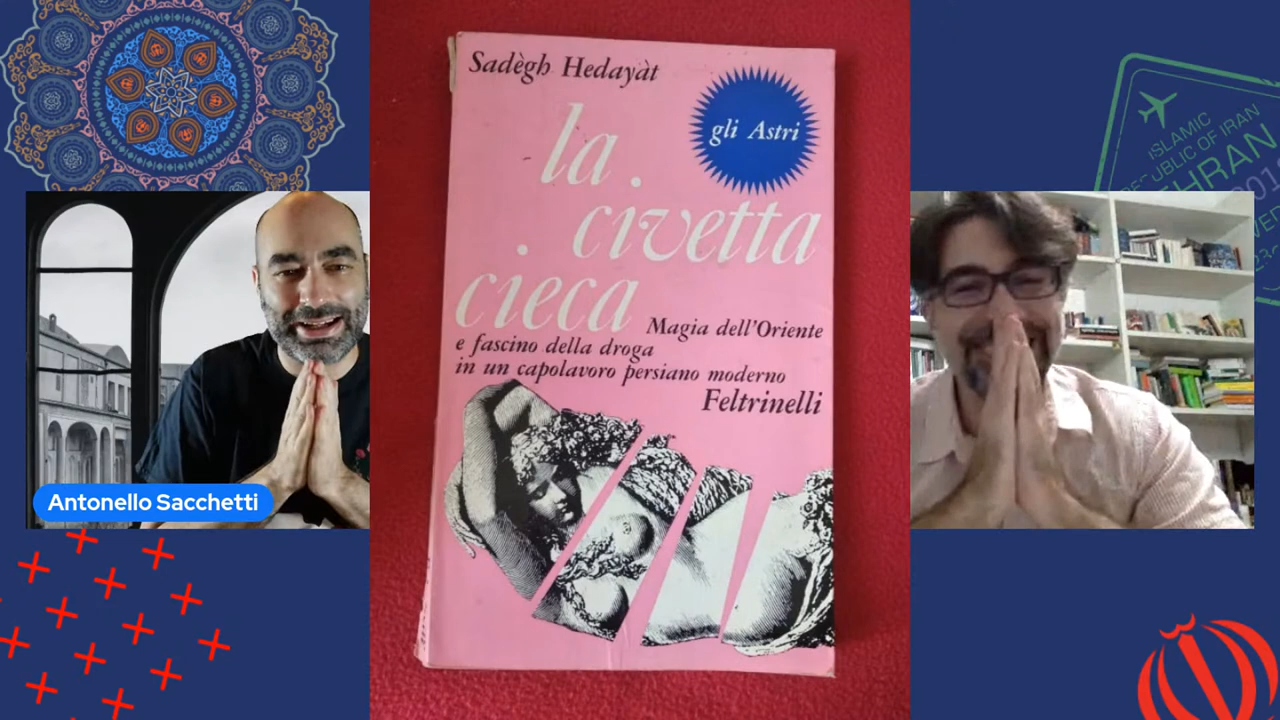 Sadègh Hedayàt
gli Astri
la
civetta
cieca
Magia dell'Oriente
e fascino della droga
in un capolavoro persiano moderno
Feltrinelli
Antonello Sacchetti
ISLAMIC
REPUBLIC OF IRAN